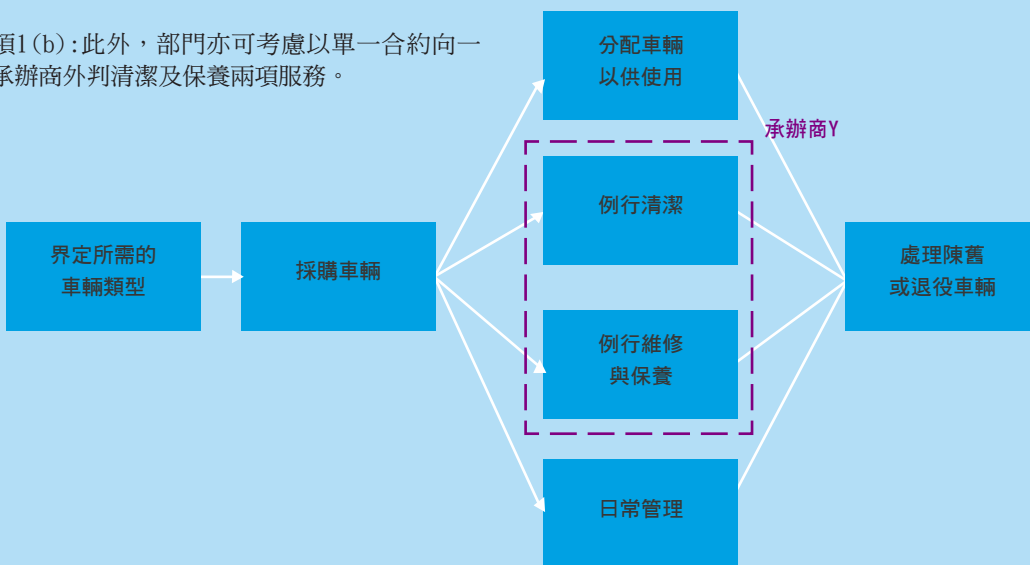 項1(b):此外，部門亦可考慮以單一合約向一
承辦商外判清潔及保養兩項服務。
分配車輛
以供使用
承辦商Y
例行清潔
界定所需的
車輛類型
採購車輛
處理陳舊
或退役車輛
例行維修
與保養
日常管理